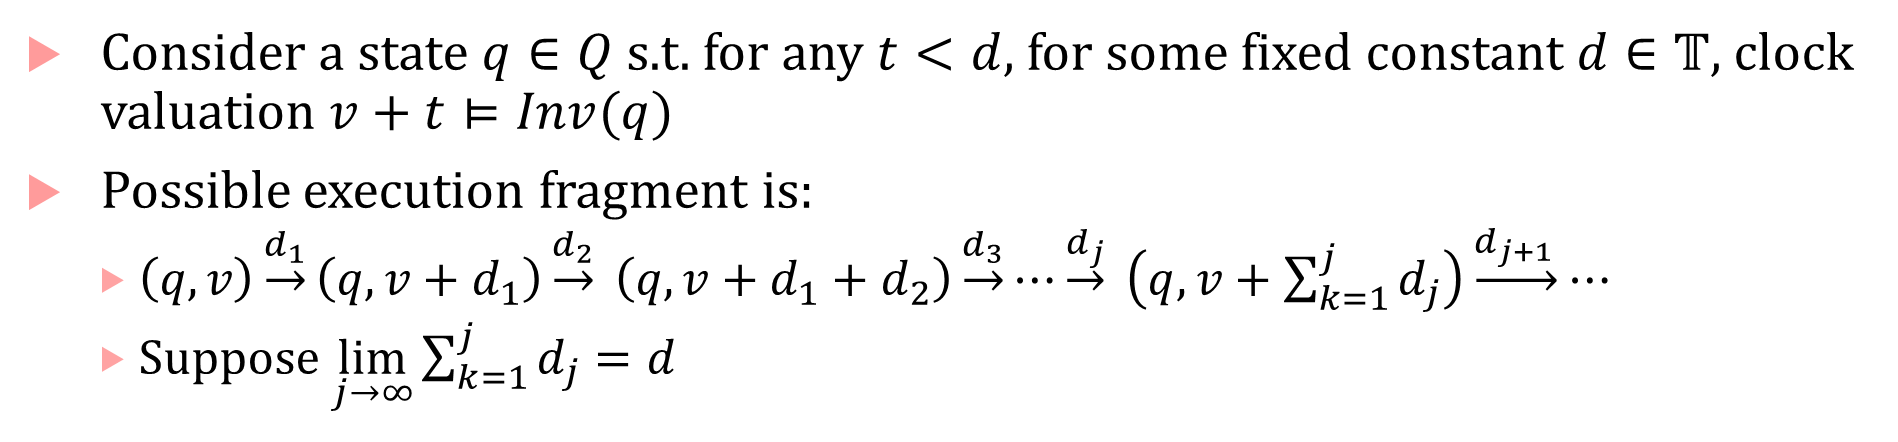 ▶ Consider a state q ∈ Q s.t. for any t < d, for some fixed constant d ∈ 𝕋, clock
valuation v + t ⊨ Inv(q)
▶ Possible execution fragment is:
▶ (q, v) →^{d_1} (q, v + d_1) →^{d_2} (q, v + d_1 + d_2) →^{d_3} ⋯ →^{d_j} (q, v + ∑_{k=1}^{j} d_j) →^{d_{j+1}} ⋯
▶ Suppose lim_{j→∞} ∑_{k=1}^{j} d_j = d